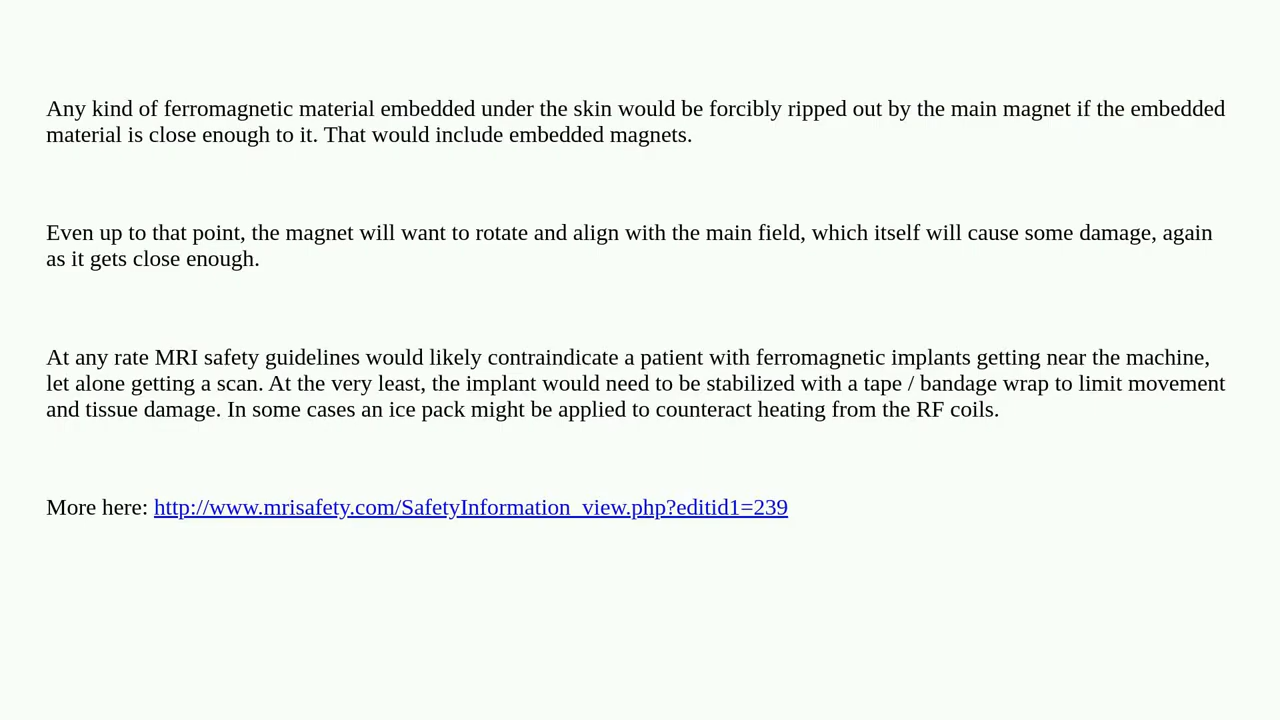 Any kind of ferromagnetic material embedded under the skin would be forcibly ripped out by the main magnet if the embedded
material is close enough to it. That would include embedded magnets.
Even up to that point, the magnet will want to rotate and align with the main field, which itself will cause some damage, again
as it gets close enough.
At any rate MRI safety guidelines would likely contraindicate a patient with ferromagnetic implants getting near the machine,
let alone getting a scan. At the very least, the implant would need to be stabilized with a tape / bandage wrap to limit movement
and tissue damage. In some cases an ice pack might be applied to counteract heating from the RF coils.
More here: http://www.mrisafety.com/SafetyInformation_view.php?editid1=239